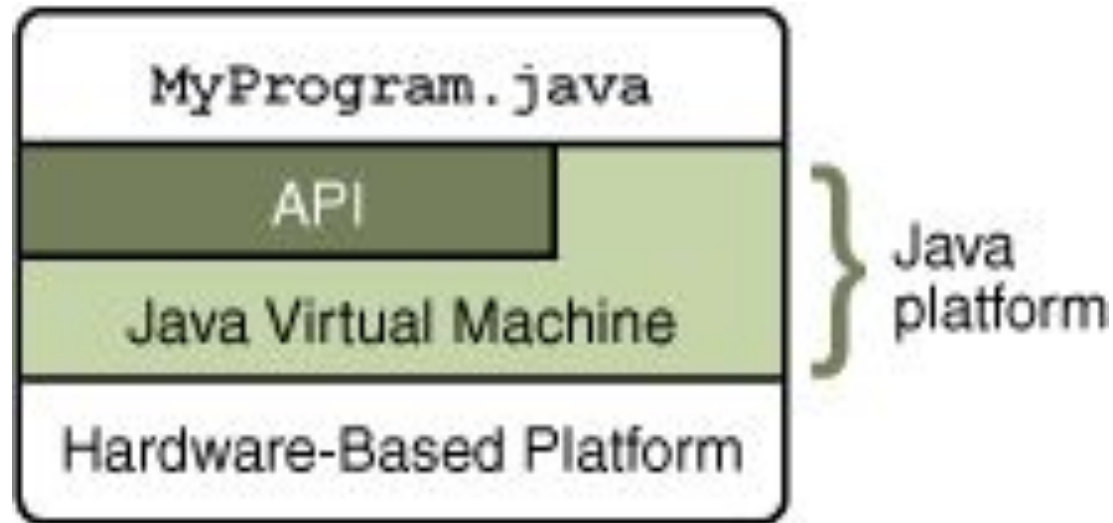 MyProgram.java
API
Java Virtual Machine
Hardware-Based Platform
Java
platform